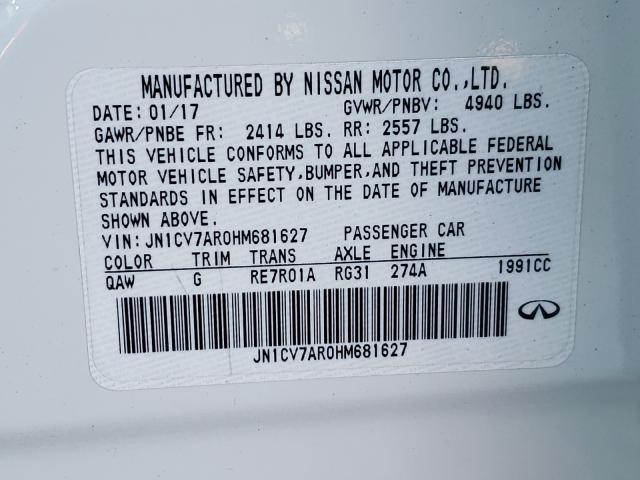 MANUFACTURED BY NISSAN MOTOR CO.,LTD.
DATE: 01/17 GVWR/PNBV: 4940 LBS.
GAWR/PNBE FR: 2414 LBS. RR: 2557 LBS.
THIS VEHICLE CONFORMS TO ALL APPLICABLE FEDERAL
MOTOR VEHICLE SAFETY,BUMPER,AND THEFT PREVENTION
STANDARDS IN EFFECT ON THE DATE OF MANUFACTURE
SHOWN ABOVE.
VIN: JN1CV7AR0HM681627 PASSENGER CAR
COLOR TRIM TRANS AXLE ENGINE
QAW G RE7R01A RG31 274A 1991CC
JN1CV7AR0HM681627